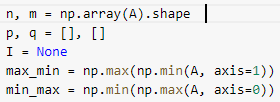 n, m = np.array(A).shape
p, q = [], []
I = None
max_min = np.max(np.min(A, axis=1))
min_max = np.min(np.max(A, axis=0))